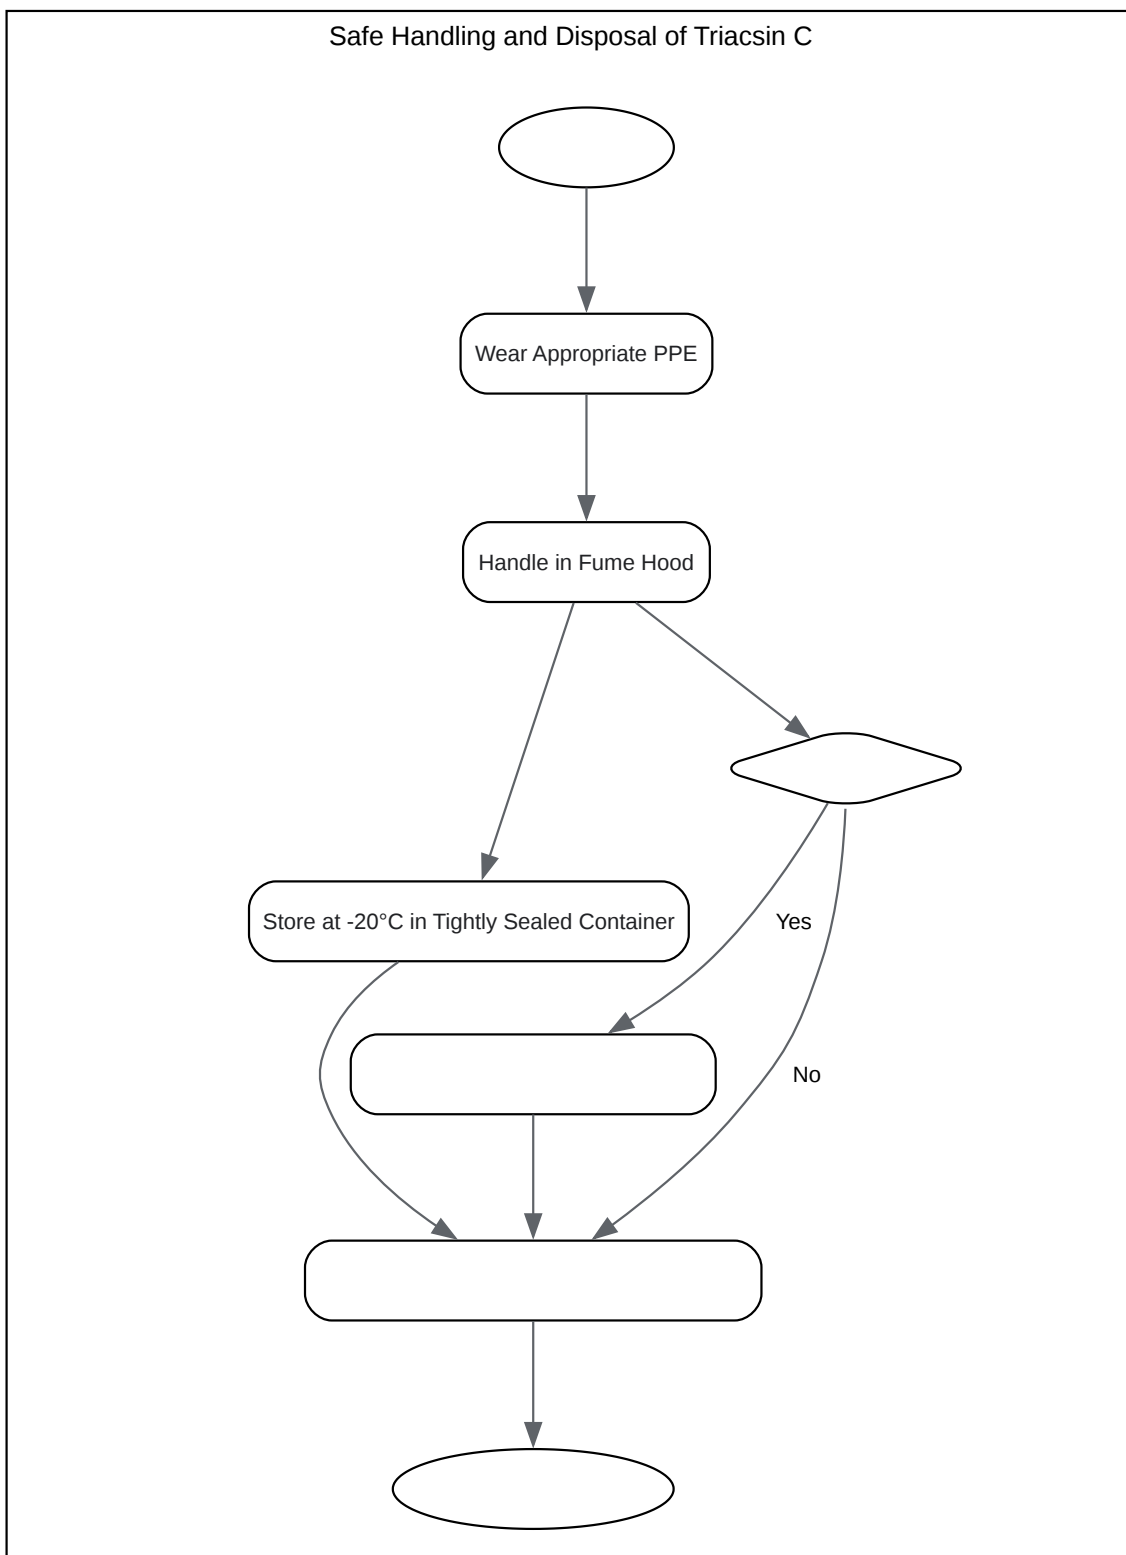 Safe Handling and Disposal of Triacsin C
Wear Appropriate PPE
Handle in Fume Hood
Store at -20°C in Tightly Sealed Container
Yes
No